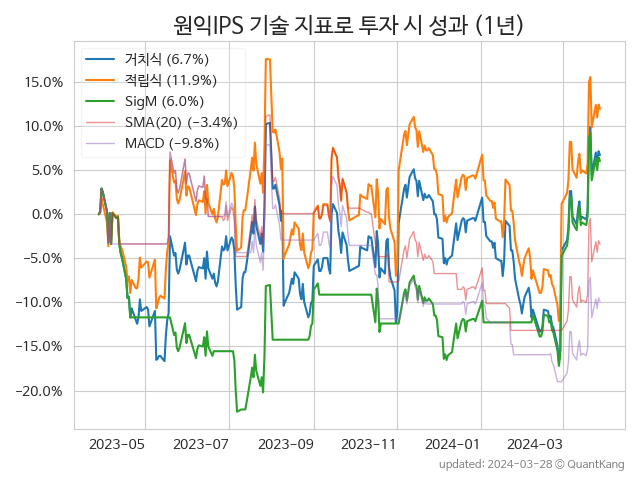 원익IPS 기술 지표로 투자 시 성과 (1년)
거치식 (6.7%)
적립식 (11.9%)
SigM (6.0%)
SMA(20) (−3.4%)
MACD (−9.8%)
15.0%
10.0%
5.0%
0.0%
−5.0%
−10.0%
−15.0%
−20.0%
2023−05 2023−07 2023−09 2023−11 2024−01 2024−03
updated: 2024−03−28 © QuantKang